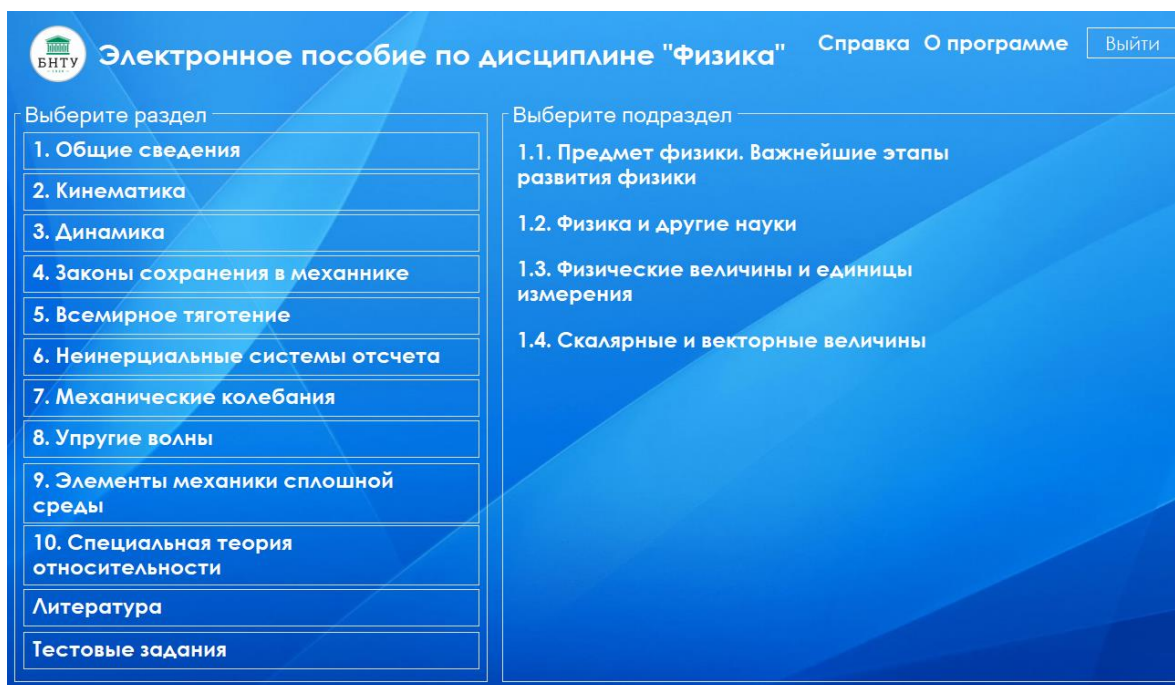 БНТУ
Электронное пособие по дисциплине "Физика"
Справка О программе Выйти
Выберите раздел
1. Общие сведения
2. Кинематика
3. Динамика
4. Законы сохранения в механнике
5. Всемирное тяготение
6. Неинерциальные системы отсчета
7. Механические колебания
8. Упругие волны
9. Элементы механики сплошной
среды
10. Специальная теория
относительности
Литература
Тестовые задания
Выберите подраздел
1.1. Предмет физики. Важнейшие этапы
развития физики
1.2. Физика и другие науки
1.3. Физические величины и единицы
измерения
1.4. Скалярные и векторные величины